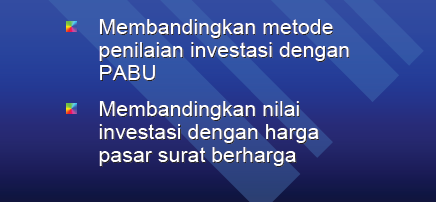 Membandingkan metode
penilaian investasi dengan
PABU
Membandingkan nilai
investasi dengan harga
pasar surat berharga